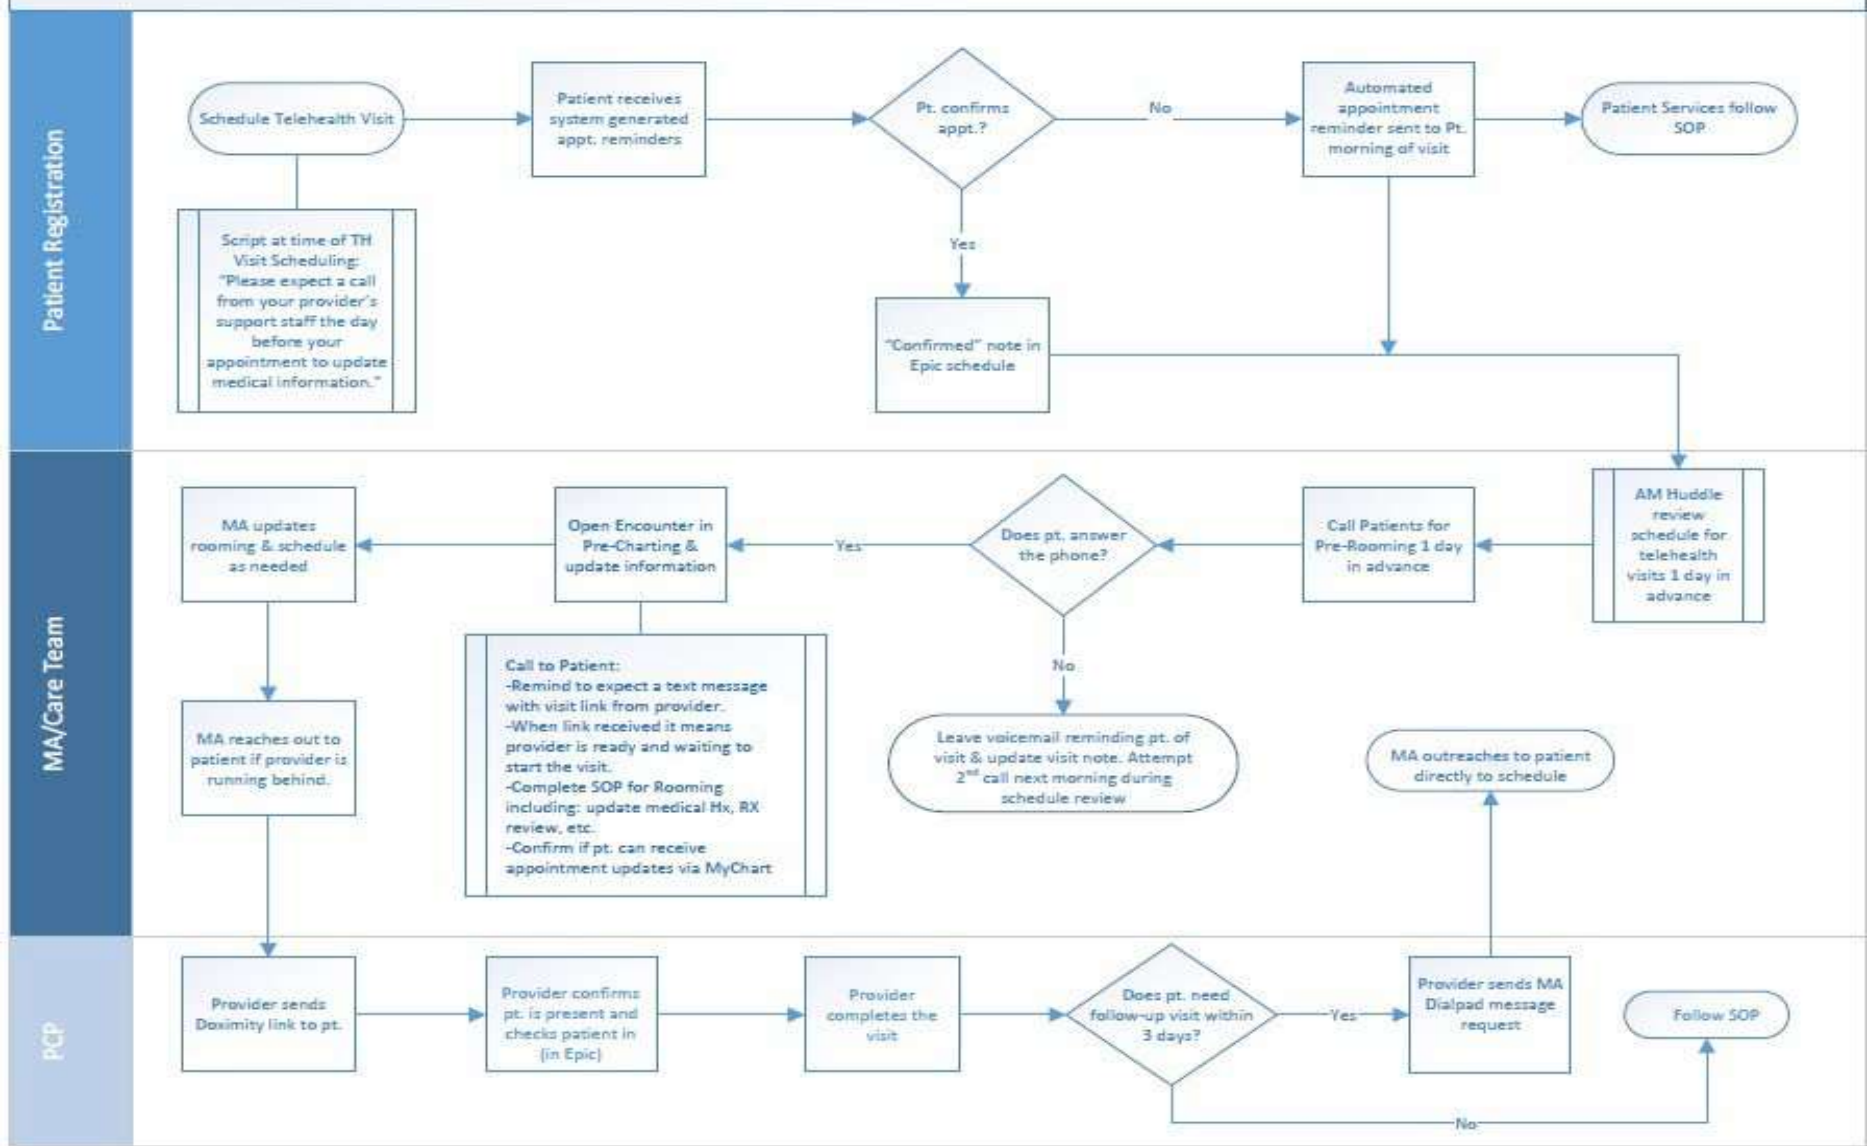 Patient Registration
Schedule Telehealth Visit
Patient receives
system generated
appt. reminders
Pt. confirms
appt.?
No
Automated
appointment
reminder sent to Pt.
morning of visit
Patient Services follow
SOP
Script at time of TH
Visit Scheduling:
"Please expect a call
from your provider's
support staff the day
before your
appointment to update
medical information."
Yes
"Confirmed" note in
Epic schedule
MA/Care Team
MA updates
rooming & schedule
as needed
Open Encounter in
Pre-Charting &
update information
Yes
Does pt. answer
the phone?
Call Patients for
Pre-Rooming 1 day
in advance
AM Huddle
review
schedule for
telehealth
visits 1 day in
advance
MA reaches out to
patient if provider is
running behind.
Call to Patient:
-Remind to expect a text message
with visit link from provider.
-When link received it means
provider is ready and waiting to
start the visit.
-Complete SOP for Rooming
including: update medical Hx, RX
review, etc.
-Confirm if pt. can receive
appointment updates via MyChart
No
Leave voicemail reminding pt. of
visit & update visit note. Attempt
2nd call next morning during
schedule review
MA outreaches to patient
directly to schedule
PCP
Provider sends
Doximity link to pt.
Provider confirms
pt. is present and
checks patient in
(in Epic)
Provider
completes the
visit
Does pt. need
follow-up visit within
3 days?
Yes
Provider sends MA
Dialpad message
request
Follow SOP
No